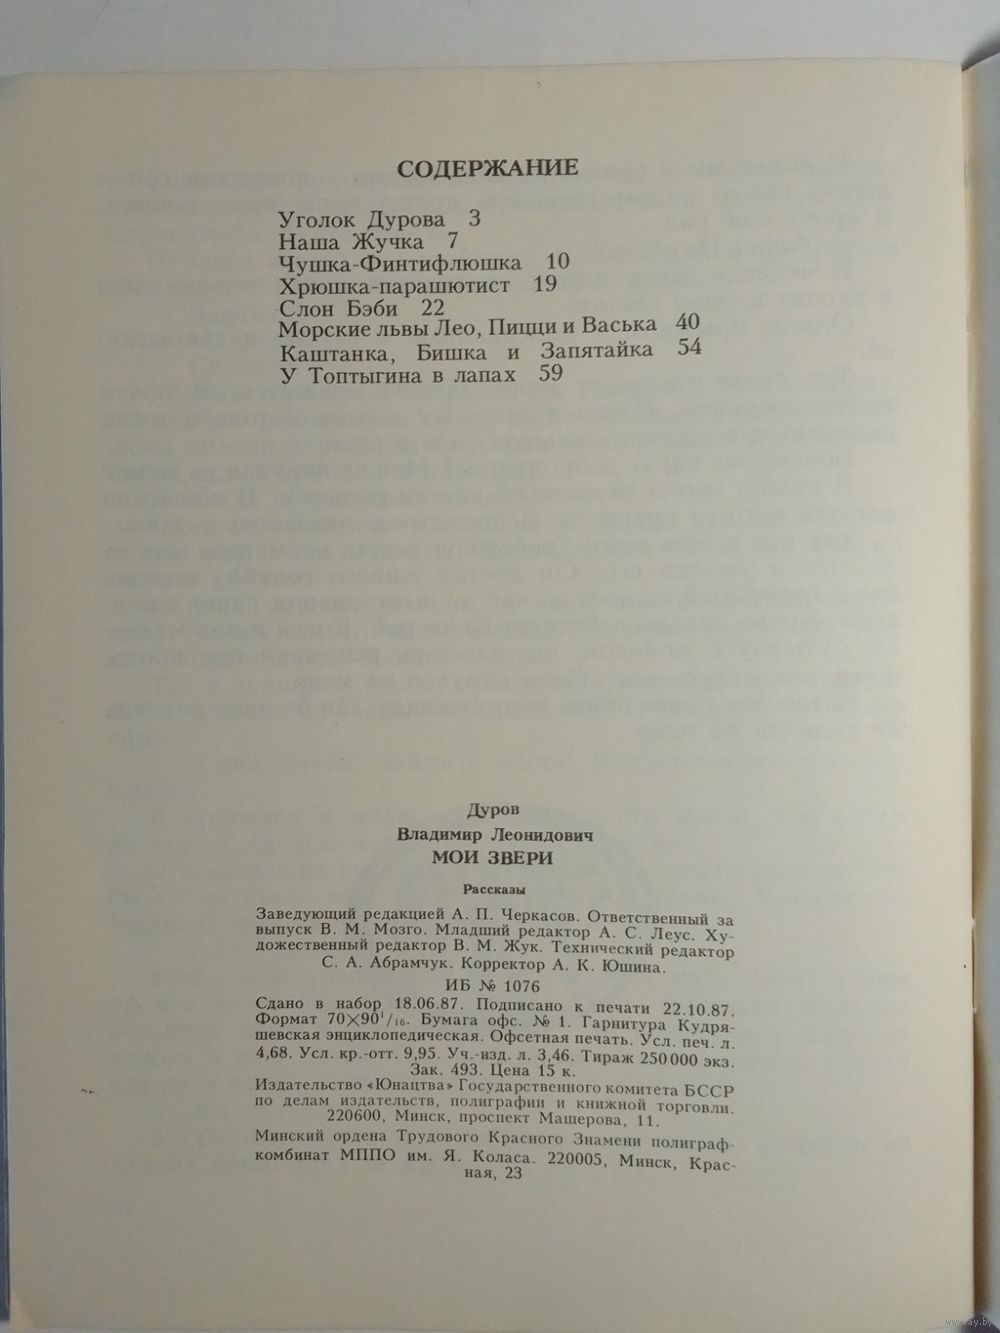 СОДЕРЖАНИЕ
Уголок Дурова 3
Наша Жучка 7
Чушка-Финтифлюшка 10
Хрюшка-парашютист 19
Слон Бэби 22
Морские львы Лео, Пицци и Васька 40
Каштанка, Бишка и Запятайка 54
У Топтыгина в лапах 59
Дуров
Владимир Леонидович
МОИ ЗВЕРИ
Рассказы
Заведующий редакцией А. П. Черкасов. Ответственный за
выпуск В. М. Мозго. Младший редактор А. С. Леус. Ху-
дожественный редактор В. М. Жук. Технический редактор
С. А. Абрамчук. Корректор А. К. Юшина.
ИБ № 1076
Сдано в набор 18.06.87. Подписано к печати 22.10.87.
Формат 70×90¹/₁₆. Бумага офс. № 1. Гарнитура Кудря-
шевская энциклопедическая. Офсетная печать. Усл. печ. л.
4,68. Усл. кр.-отт. 9,95. Уч.-изд. л. 3,46. Тираж 250 000 экз.
Зак. 493. Цена 15 к.
Издательство «Юнацтва» Государственного комитета БССР
по делам издательств, полиграфии и книжной торговли.
220600, Минск, проспект Машерова, 11.
Минский ордена Трудового Красного Знамени полиграф-
комбинат МППО им. Я. Коласа. 220005, Минск, Крас-
ная, 23
www.ay.by